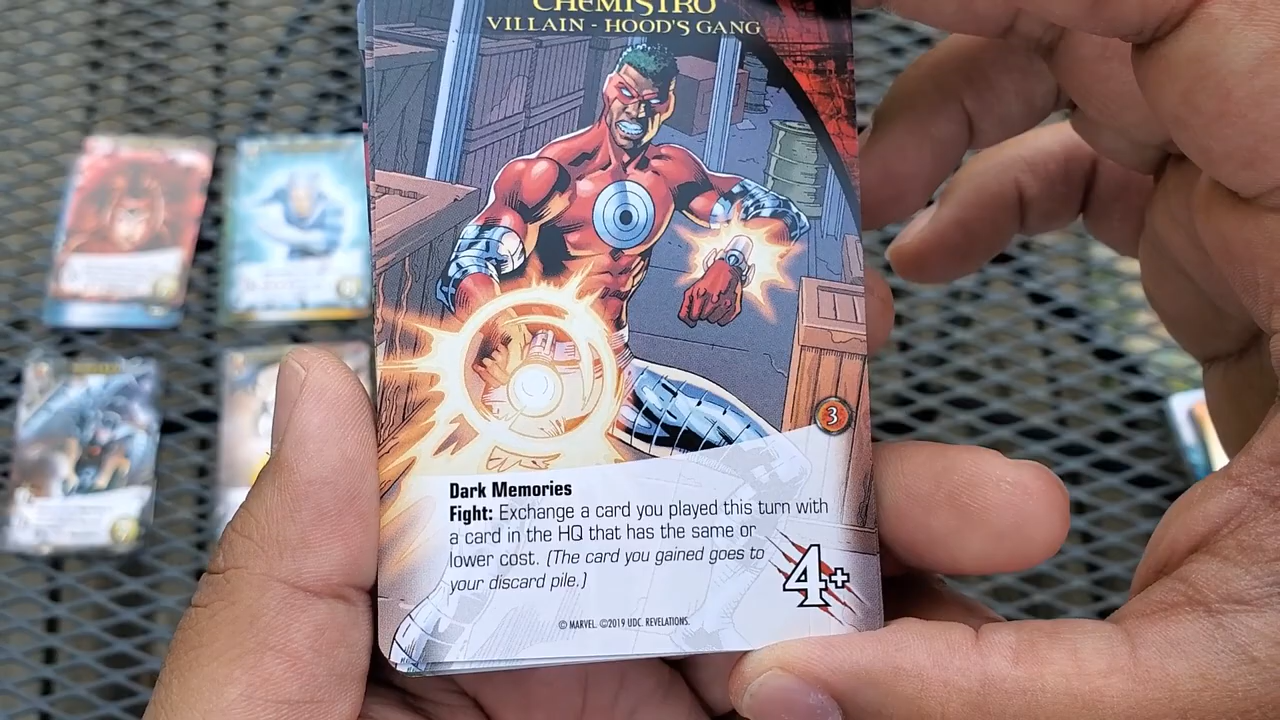 CHEMISTRO
VILLAIN - HOOD'S GANG
3
Dark Memories
Fight: Exchange a card you played this turn with
a card in the HQ that has the same or
lower cost. (The card you gained goes to
your discard pile.)
4+
© MARVEL. ©2019 UDC. REVELATIONS.